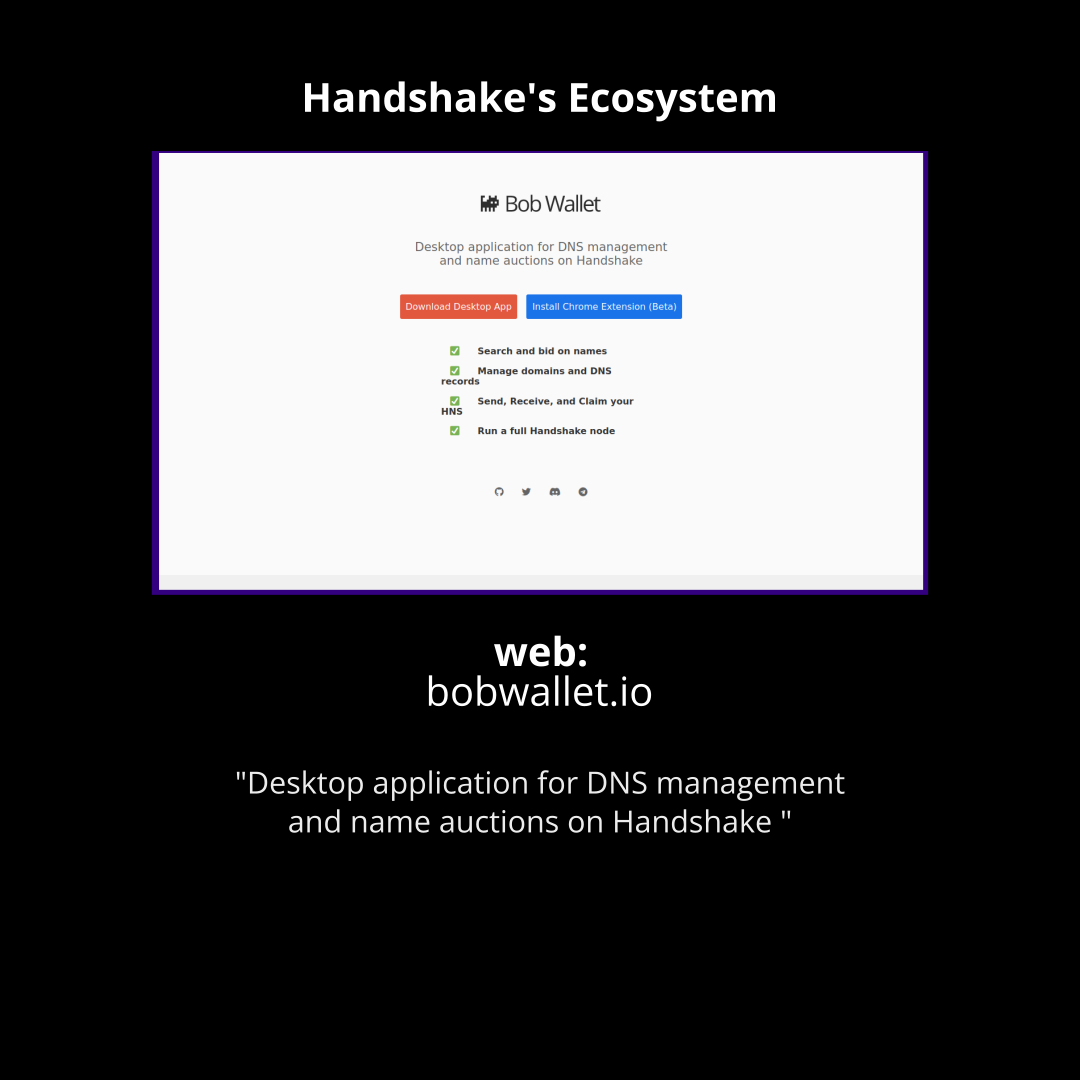 Handshake's Ecosystem
Bob Wallet
Desktop application for DNS management
and name auctions on Handshake
Download Desktop App
Install Chrome Extension (Beta)
Search and bid on names
Manage domains and DNS
records
Send, Receive, and Claim your
HNS
Run a full Handshake node
web:
bobwallet.io
"Desktop application for DNS management
and name auctions on Handshake "